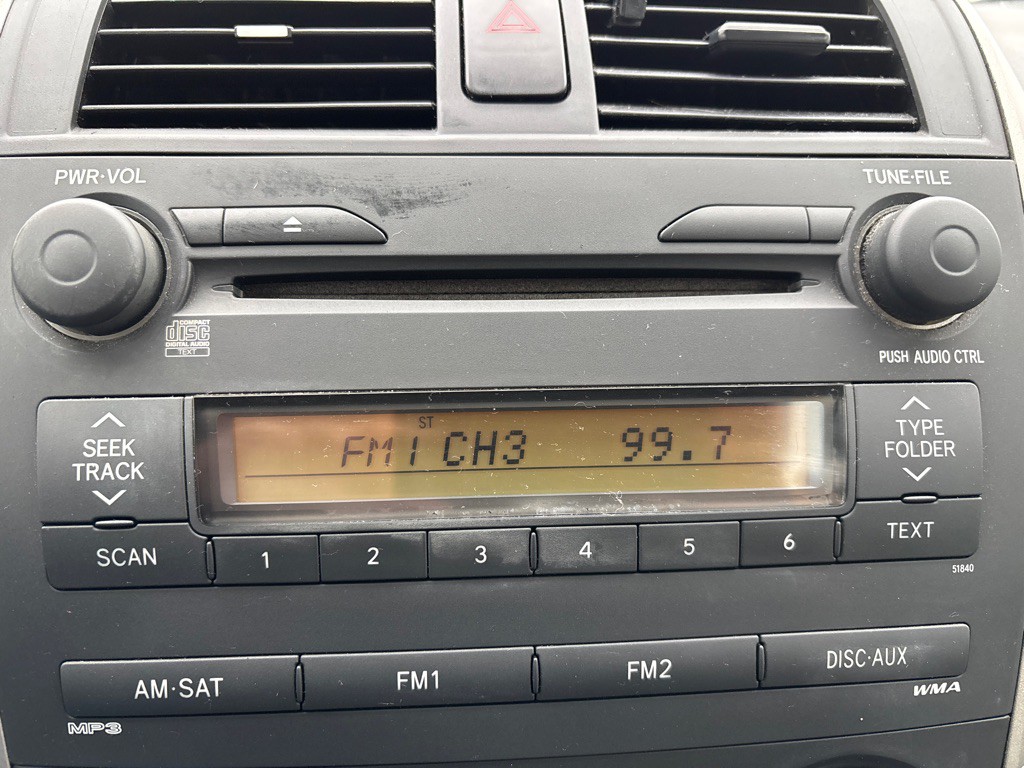 PWR·VOL
TUNE·FILE
COMPACT
disc
DIGITAL AUDIO
TEXT
PUSH AUDIO CTRL
SEEK
TRACK
ST
FM1 CH3 99.7
TYPE
FOLDER
SCAN
1
2
3
4
5
6
TEXT
51840
AM·SAT
FM1
FM2
DISC·AUX
MP3
WMA